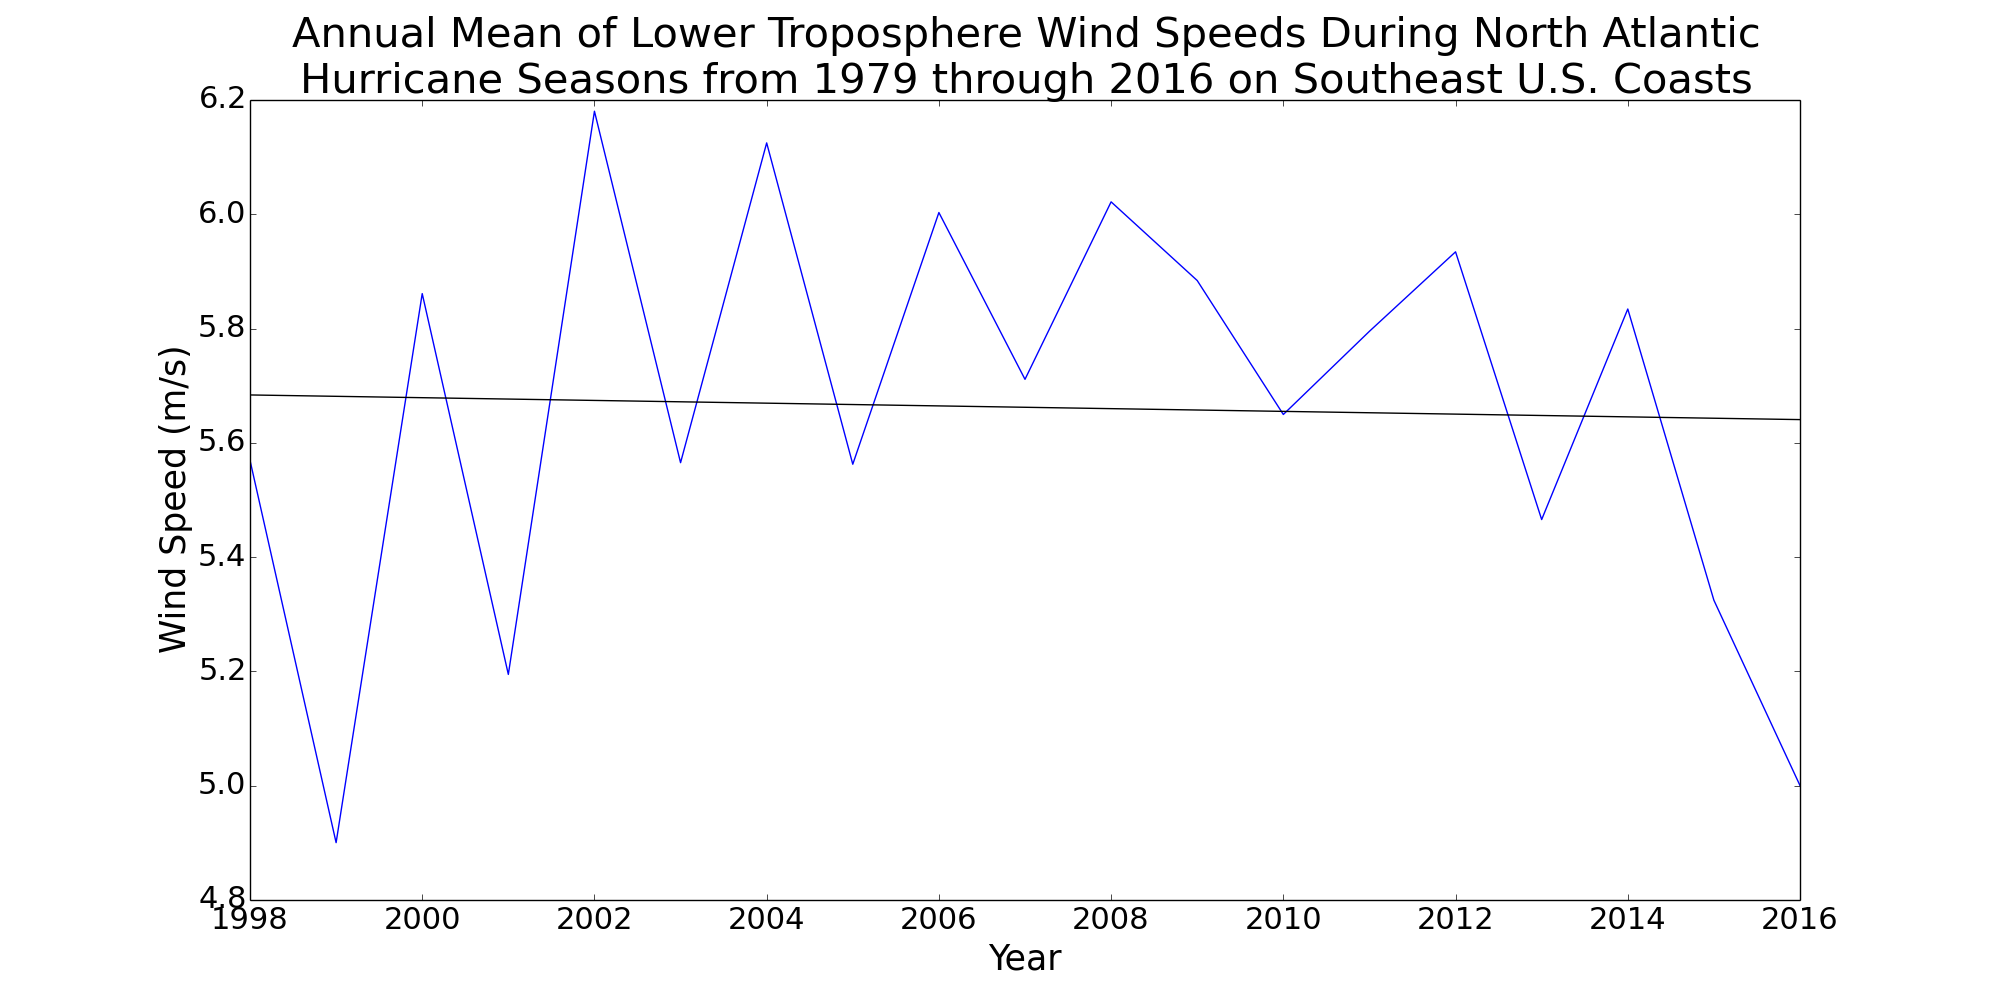 Annual Mean of Lower Troposphere Wind Speeds During North Atlantic
Hurricane Seasons from 1979 through 2016 on Southeast U.S. Coasts
6.2
6.0
5.8
5.6
5.4
5.2
5.0
4.8
Wind Speed (m/s)
1998 2000 2002 2004 2006 2008 2010 2012 2014 2016
Year